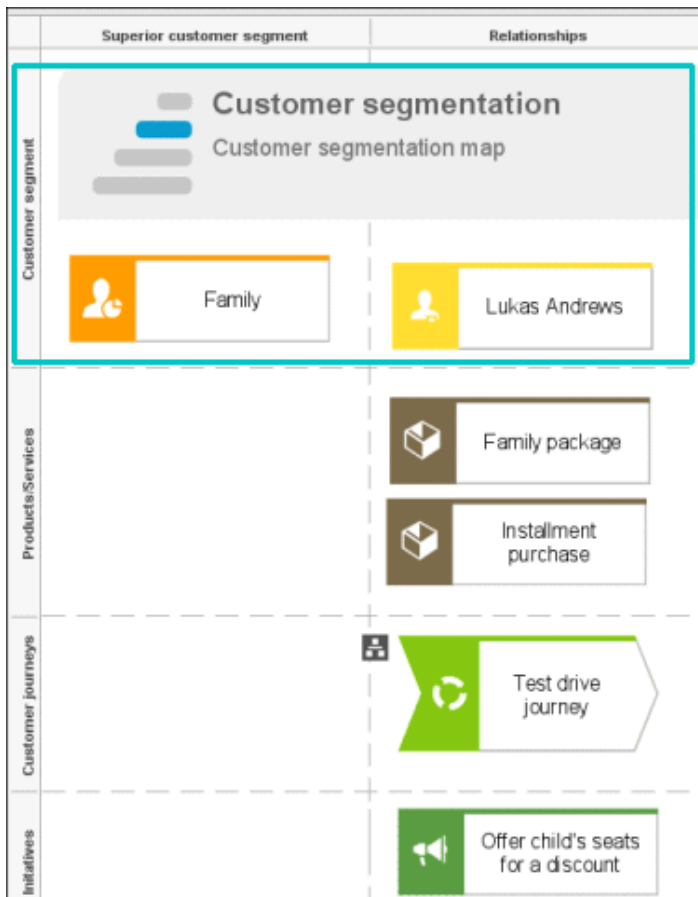 Superior customer segment
Relationships
Customer segment
Customer segmentation
Customer segmentation map
Family
Lukas Andrews
Products/Services
Family package
Installment
purchase
Customer journeys
Test drive
journey
Initatives
Offer child's seats
for a discount